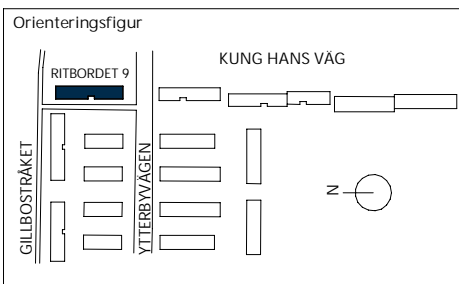 Orienteringsfigur
KUNG HANS VÄG
RITBORDET 9
GILLBOSTRÅKET
YTTERBYVÄGEN
N